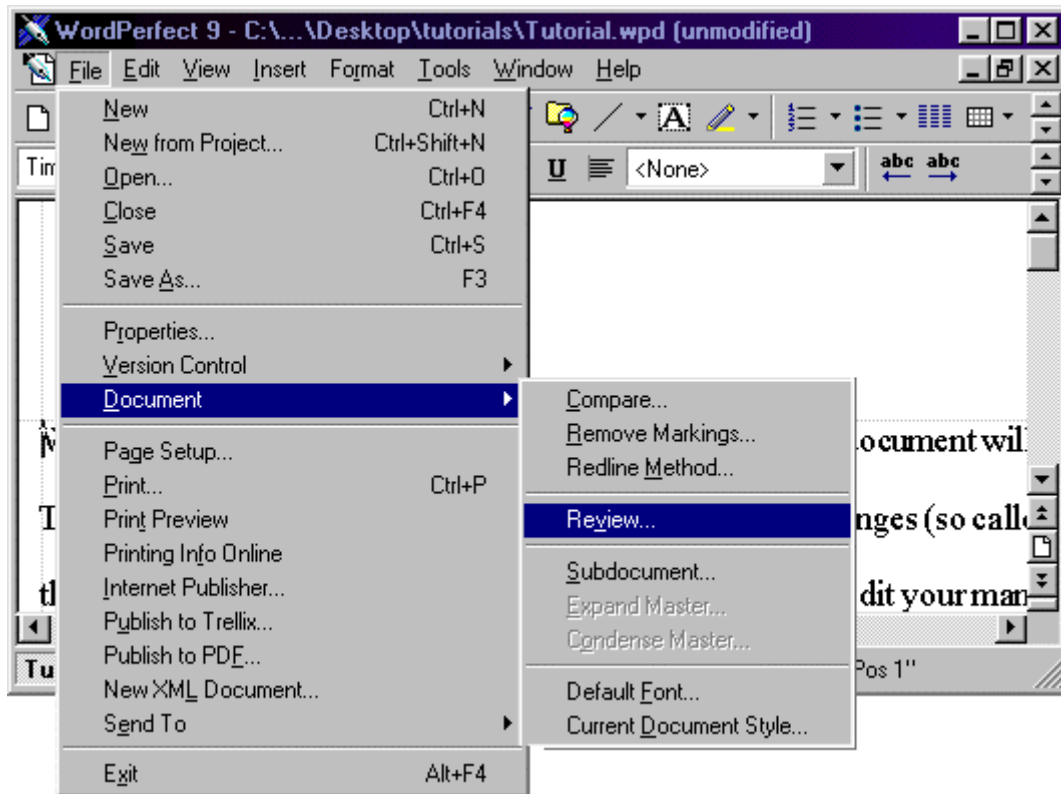 WordPerfect 9 - C:\...\Desktop\tutorials\Tutorial.wpd (unmodified)
File Edit View Insert Format Tools Window Help
New Ctrl+N
New from Project... Ctrl+Shift+N
Open... Ctrl+O
Close Ctrl+F4
Save Ctrl+S
Save As... F3
Properties...
Version Control
Document
Page Setup...
Print... Ctrl+P
Print Preview
Printing Info Online
Internet Publisher...
Publish to Trellix...
Publish to PDF...
New XML Document...
Send To
Exit Alt+F4
Compare...
Remove Markings...
Redline Method...
Review...
Subdocument...
Expand Master...
Condense Master...
Default Font...
Current Document Style...
A
Tim
U <None> abc abc
ocument will
T nges (so calle
dit your man
Tu Pos 1"